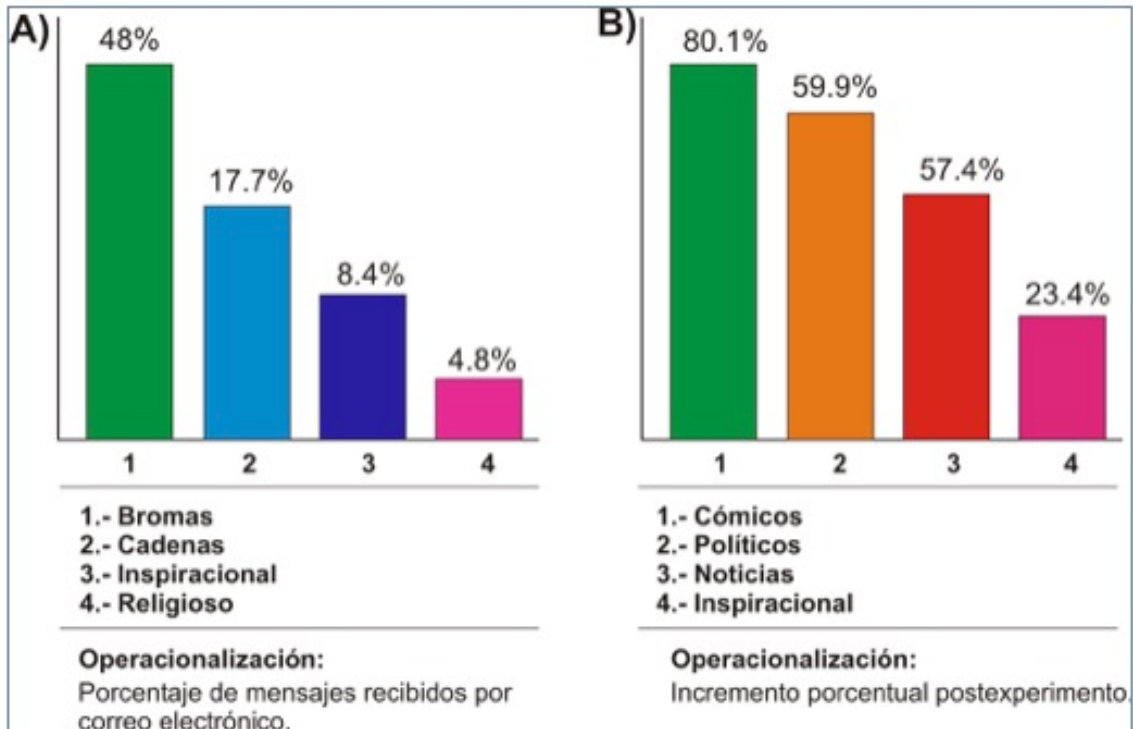 A)
48%
17.7%
8.4%
4.8%
1 2 3 4
1.- Bromas
2.- Cadenas
3.- Inspiracional
4.- Religioso
Operacionalización:
Porcentaje de mensajes recibidos por
correo electrónico.
B)
80.1%
59.9%
57.4%
23.4%
1 2 3 4
1.- Cómicos
2.- Políticos
3.- Noticias
4.- Inspiracional
Operacionalización:
Incremento porcentual postexperimento.